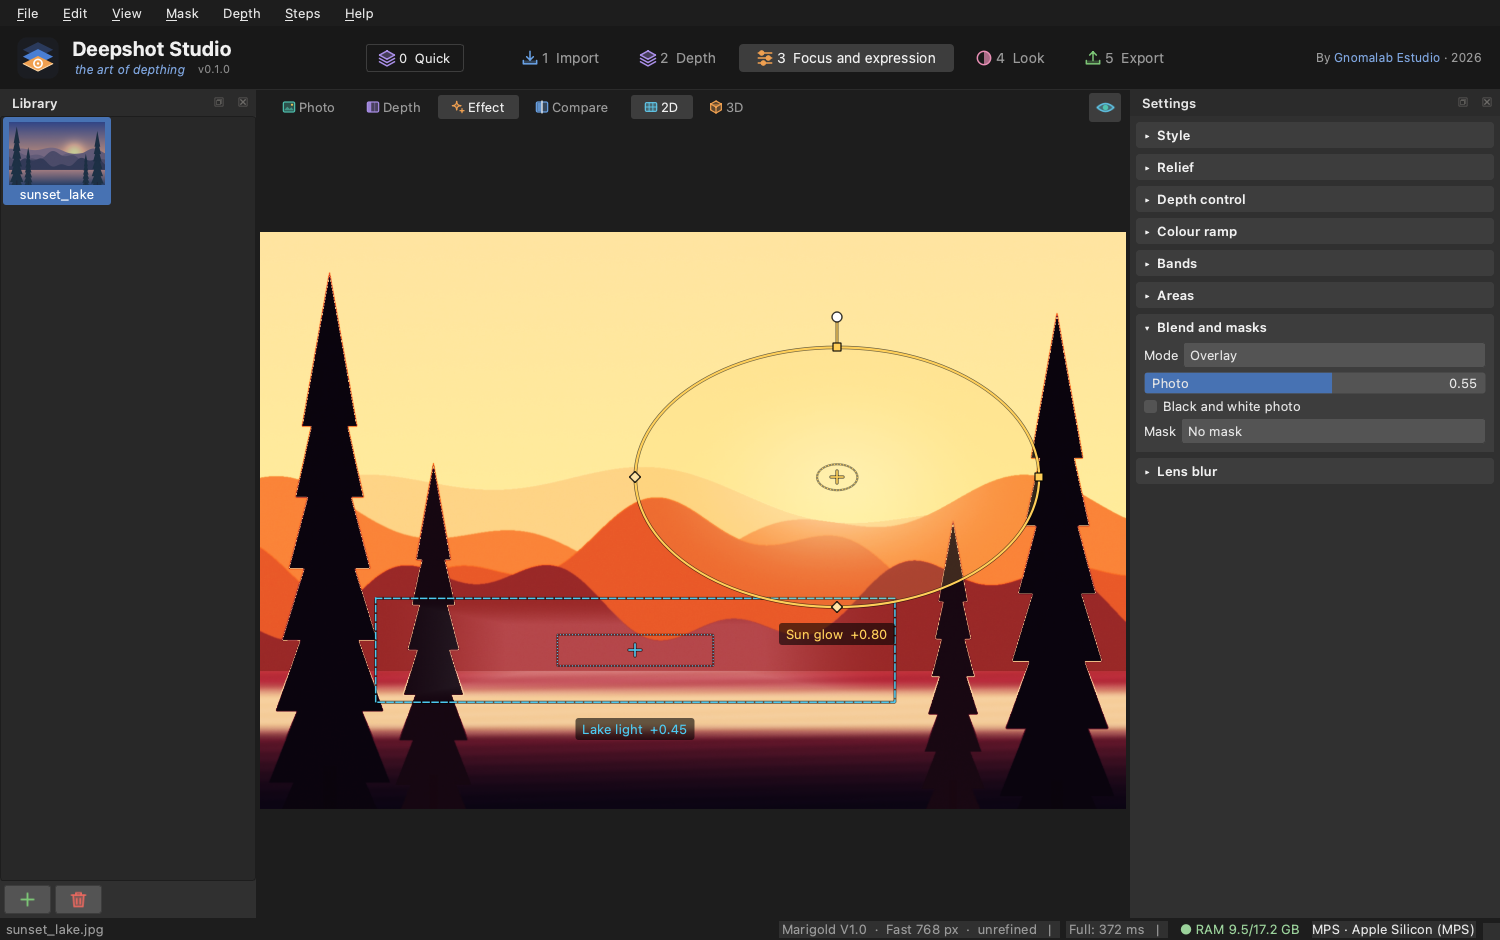 File Edit View Mask Depth Steps Help
Deepshot Studio
the art of depthing v0.1.0
0 Quick
1 Import
2 Depth
3 Focus and expression
4 Look
5 Export
By Gnomalab Estudio · 2026
Library
sunset_lake
Photo
Depth
Effect
Compare
2D
3D
Sun glow +0.80
Lake light +0.45
Settings
Style
Relief
Depth control
Colour ramp
Bands
Areas
Blend and masks
Mode Overlay
Photo 0.55
Black and white photo
Mask No mask
Lens blur
sunset_lake.jpg
Marigold V1.0 · Fast 768 px · unrefined |
Full: 372 ms |
RAM 9.5/17.2 GB
MPS · Apple Silicon (MPS)